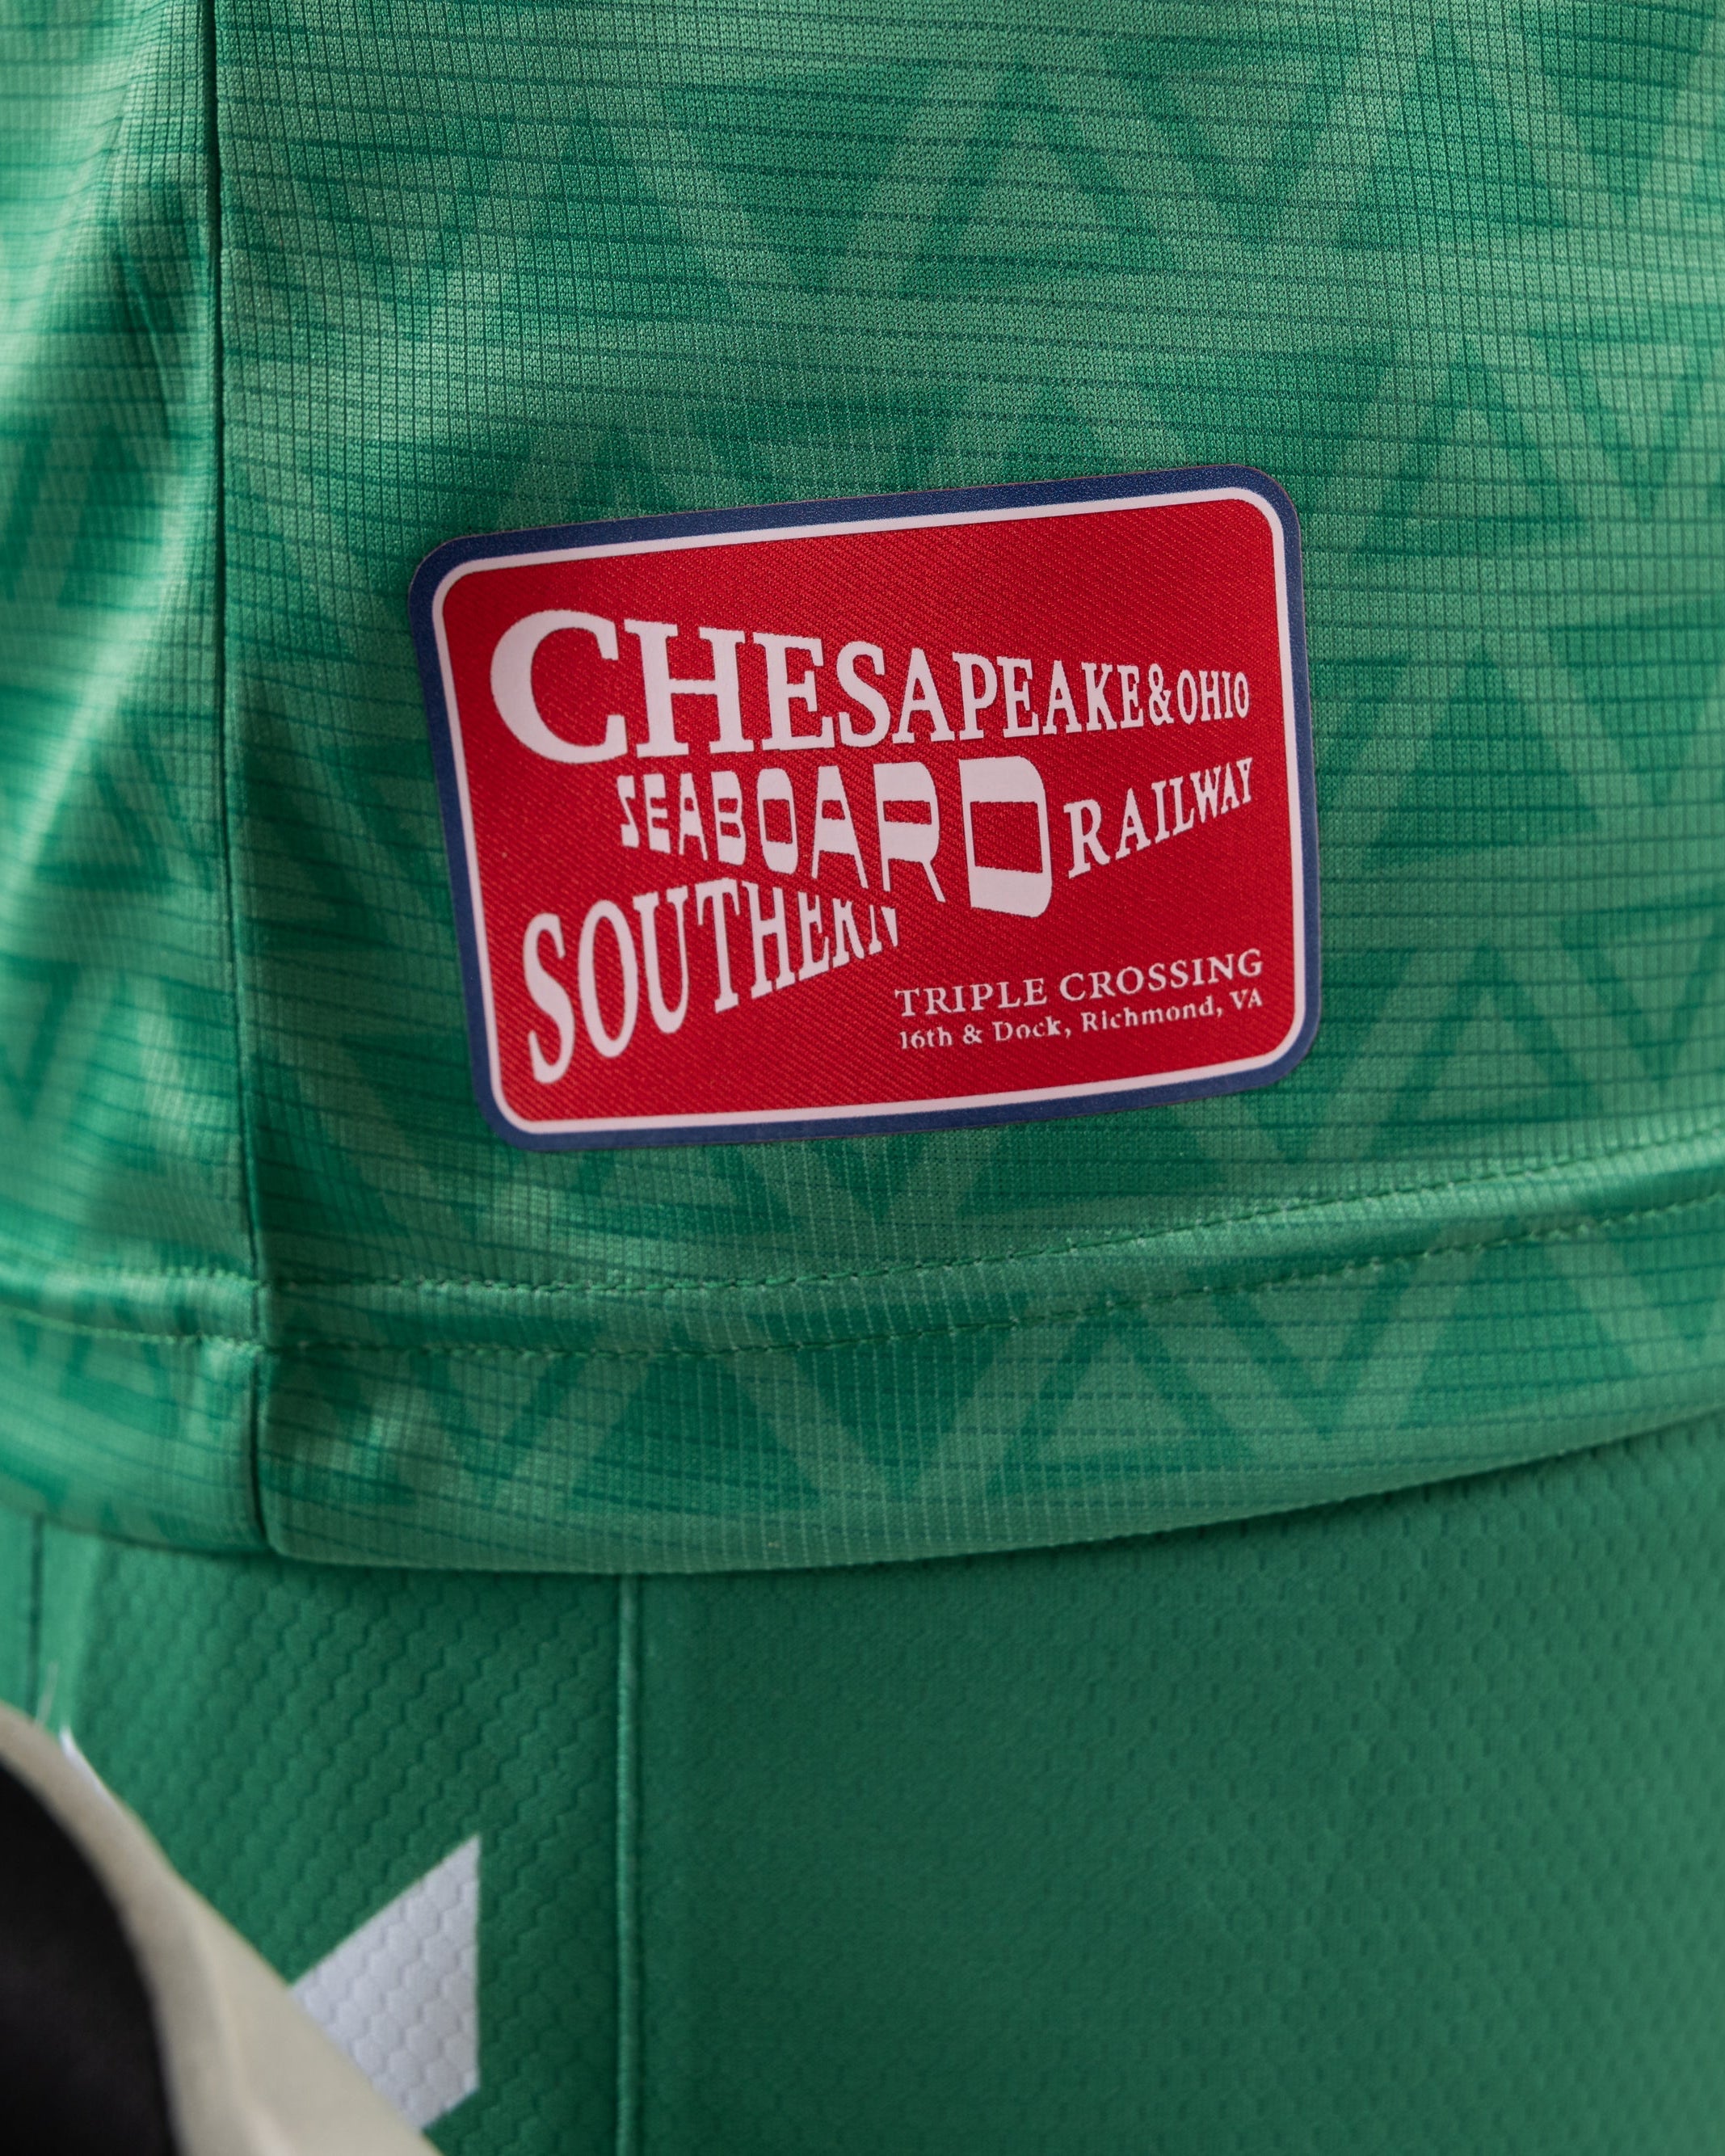 CHESAPEAKE & OHIO
SEABOARD RAILWAY
SOUTHERN
TRIPLE CROSSING
16th & Dock, Richmond, VA